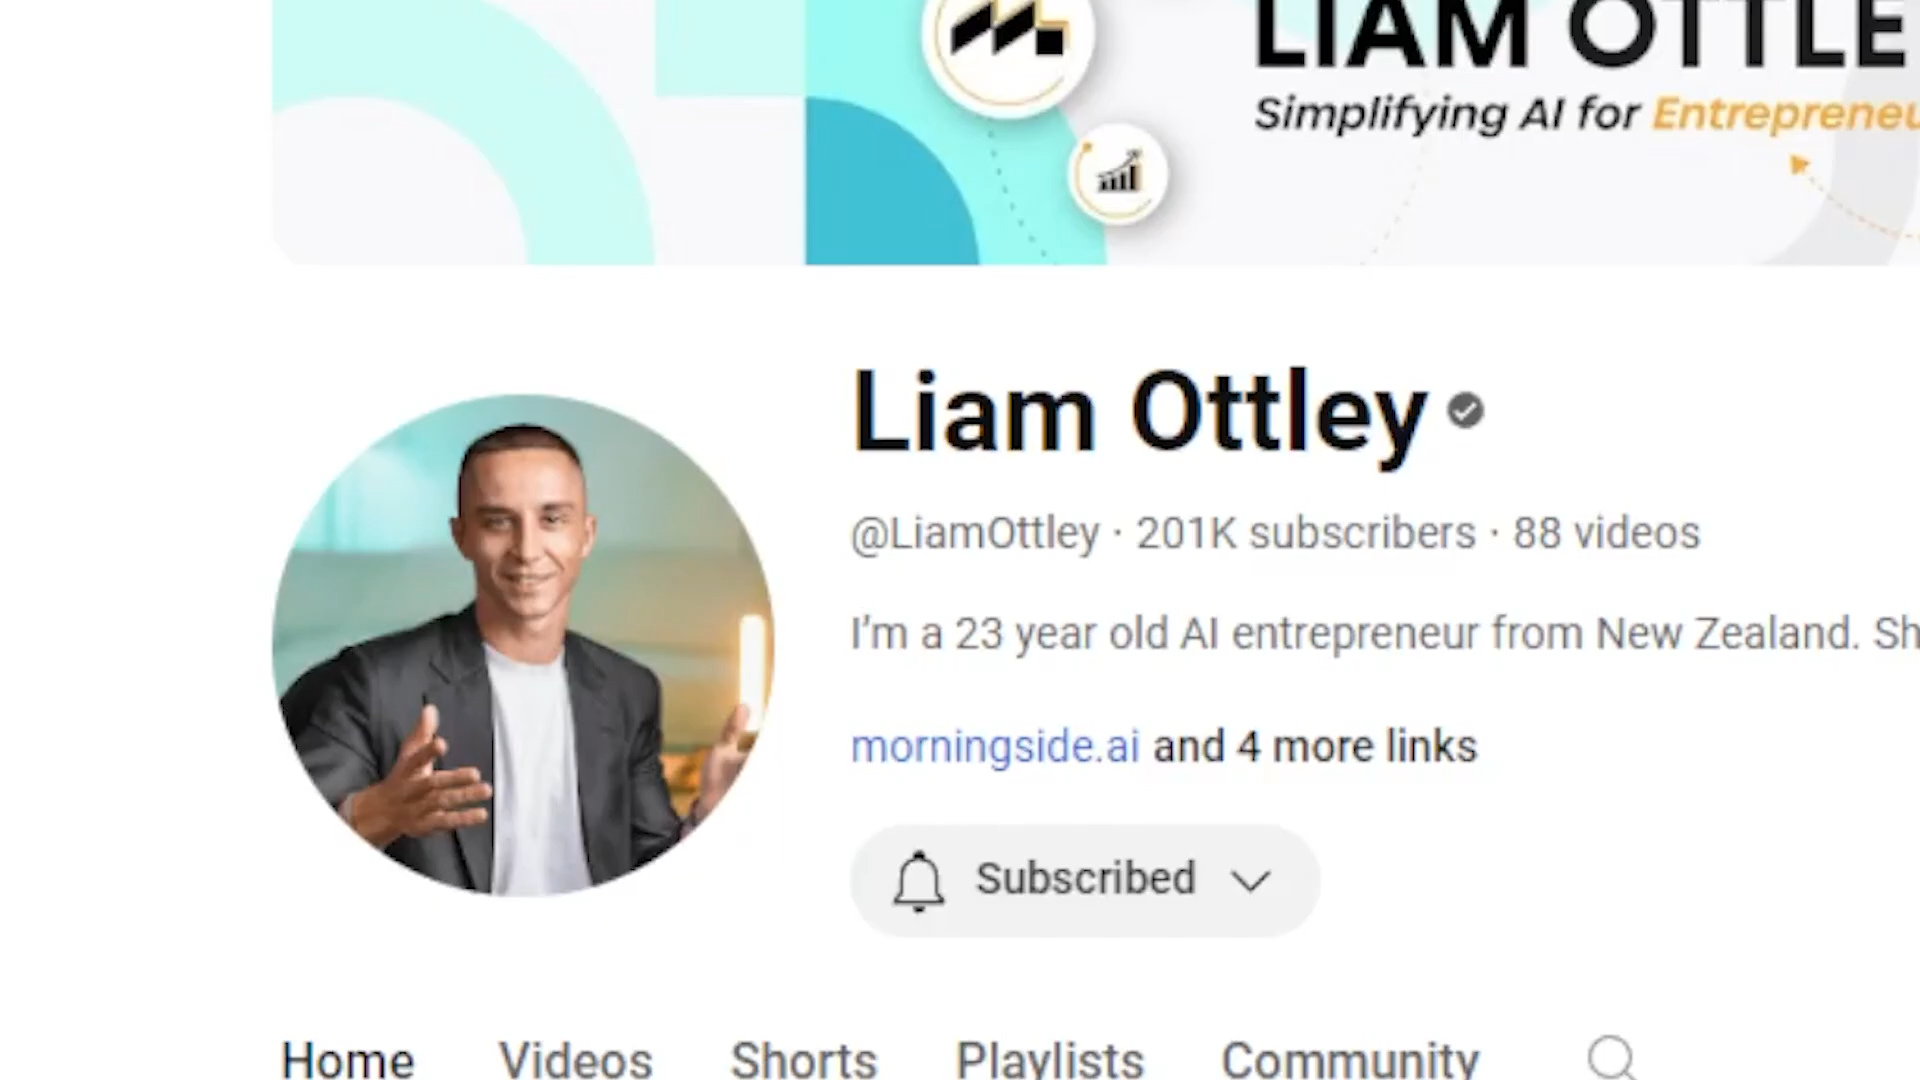 LIAM OTTLE
Simplifying AI for Entrepreneu
Liam Ottley
@LiamOttley · 201K subscribers · 88 videos
I'm a 23 year old AI entrepreneur from New Zealand. Sh
morningside.ai and 4 more links
Subscribed
Home Videos Shorts Playlists Community